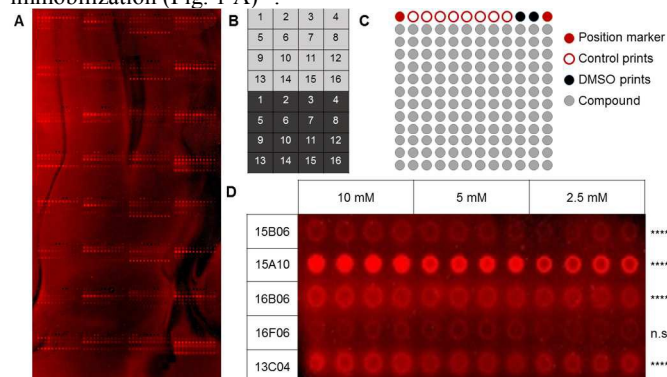 immobilization (Fig. 1 A)
A
B
1 2 3 4
5 6 7 8
9 10 11 12
13 14 15 16
1 2 3 4
5 6 7 8
9 10 11 12
13 14 15 16
C
Position marker
Control prints
DMSO prints
Compound
D
10 mM 5 mM 2.5 mM
15B06 ****
15A10 ****
16B06 ****
16F06 n.s
13C04 ****